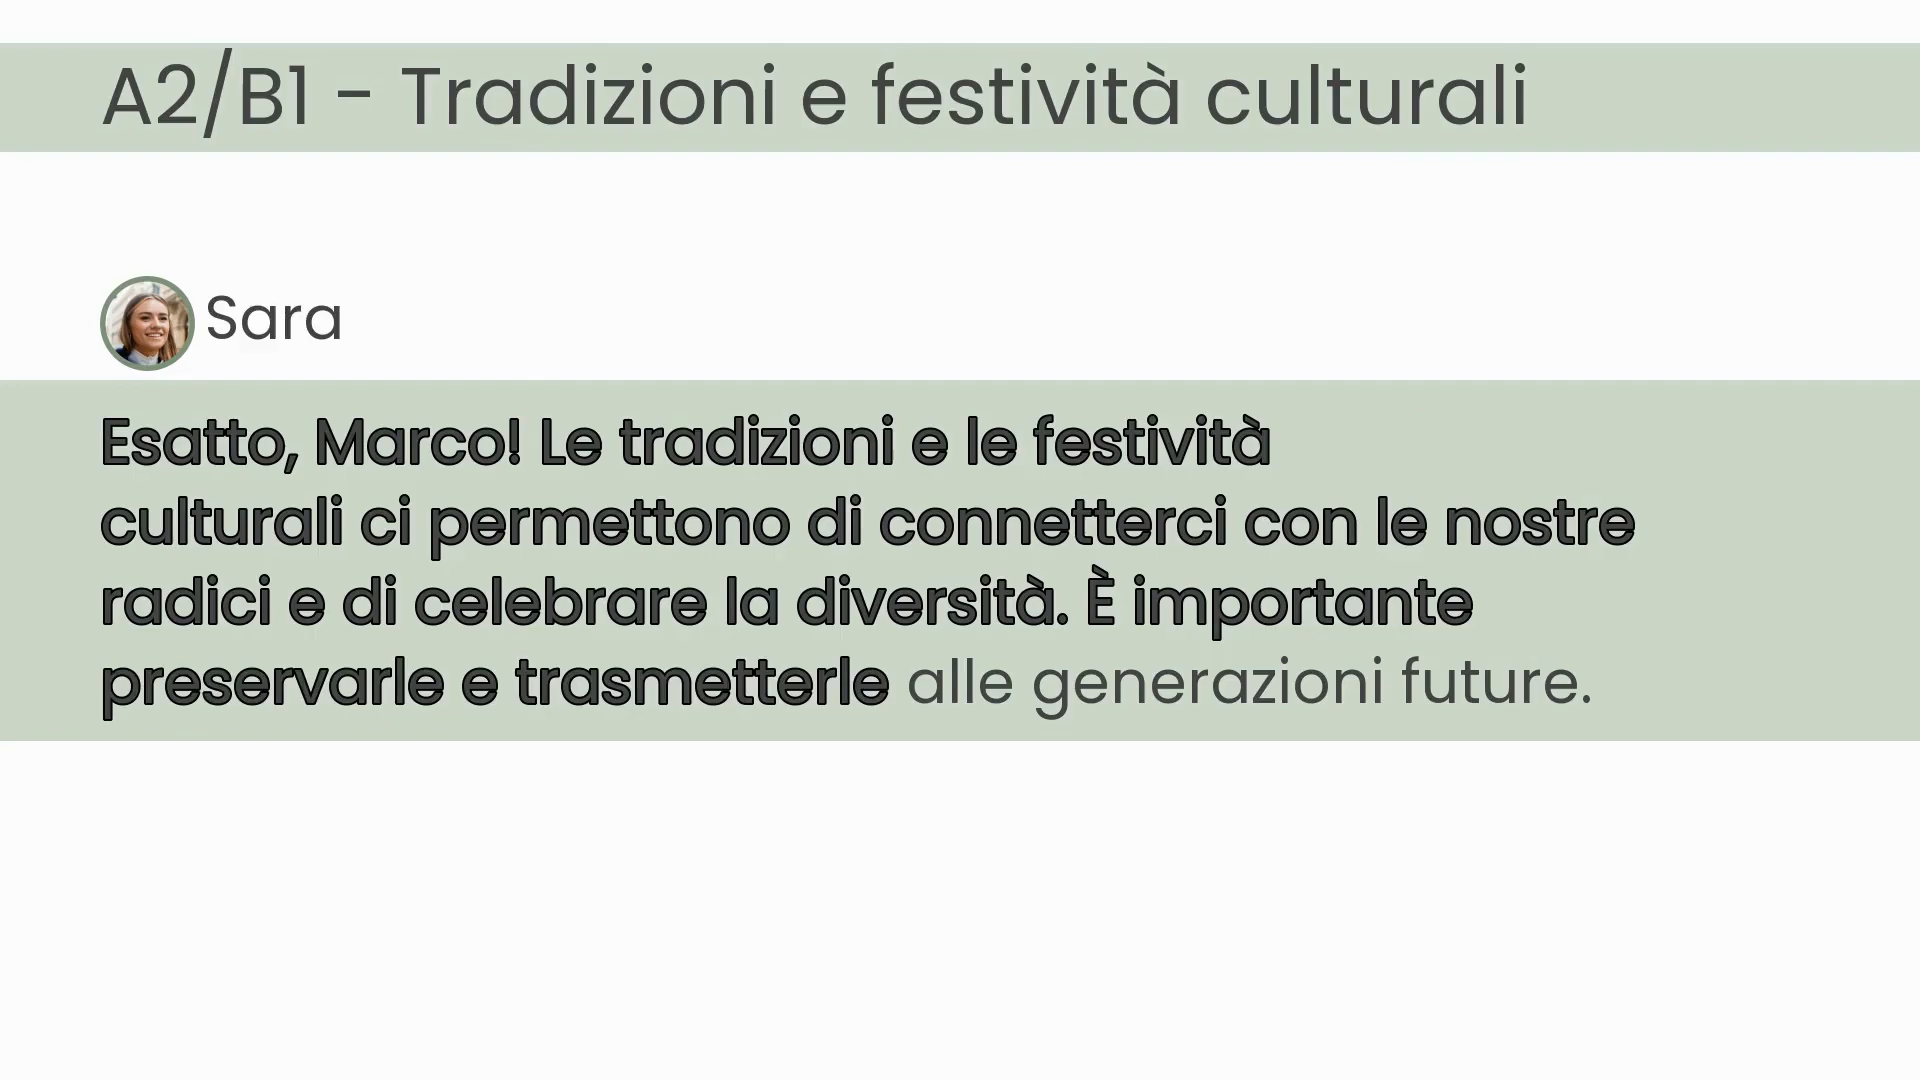 A2/B1 - Tradizioni e festività culturali
Sara
Esatto, Marco! Le tradizioni e le festività
culturali ci permettono di connetterci con le nostre
radici e di celebrare la diversità. È importante
preservarle e trasmetterle alle generazioni future.